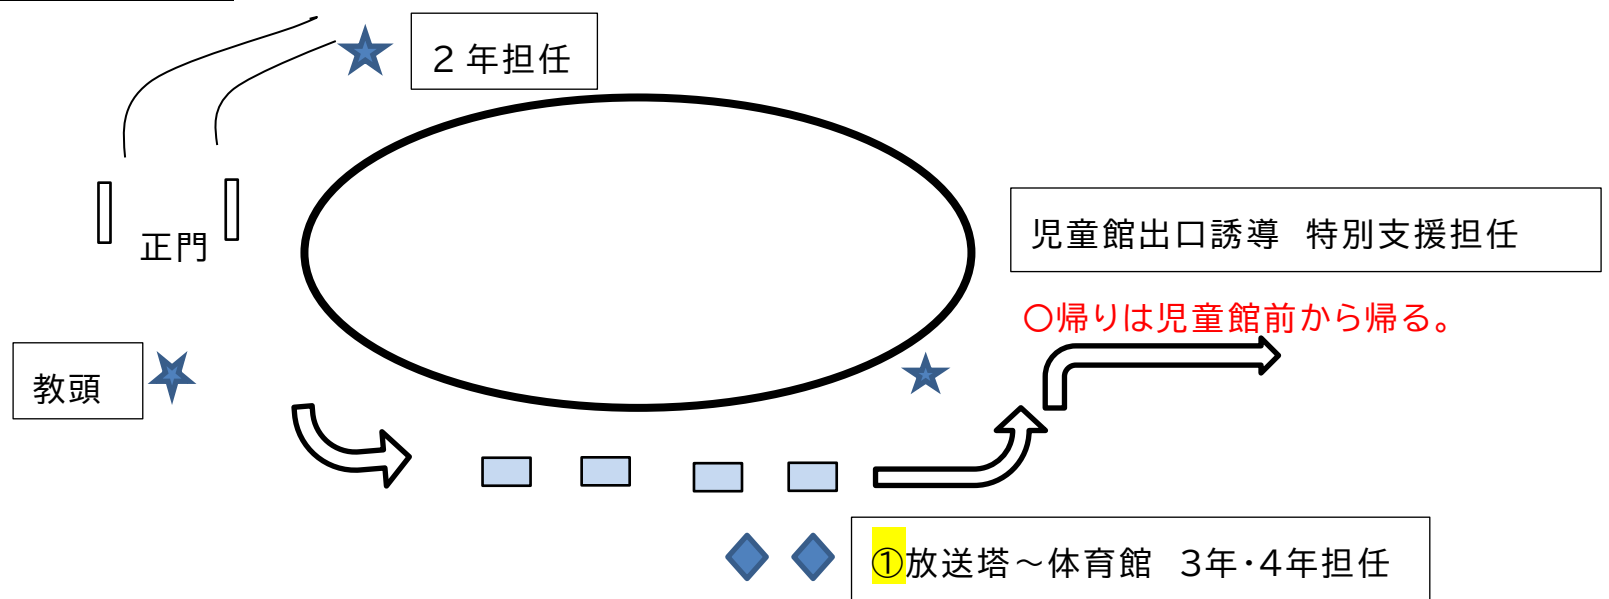 ２年担任
正門
児童館出口誘導　特別支援担任
〇帰りは児童館前から帰る。
教頭
①放送塔～体育館　３年・４年担任